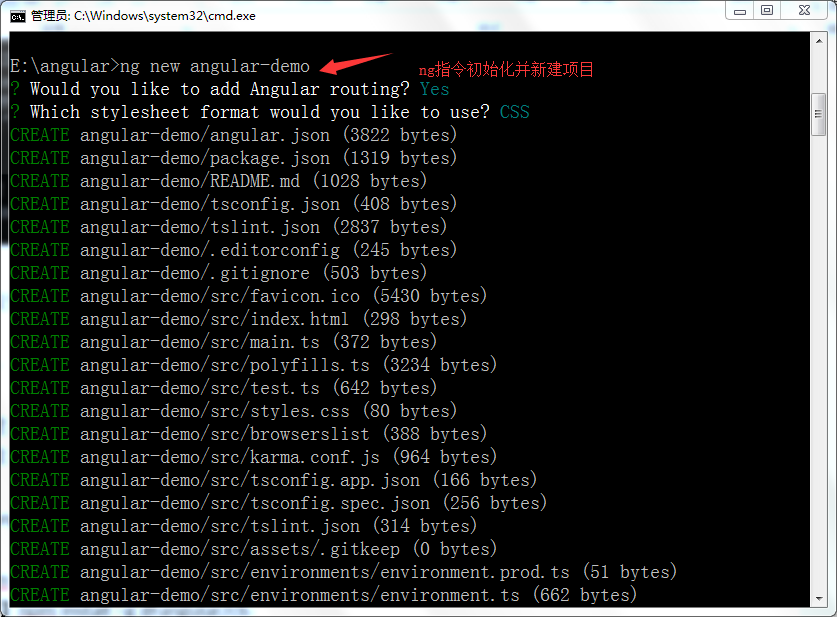 管理员: C:\Windows\system32\cmd.exe
E:\angular>ng new angular-demo
ng指令初始化并新建项目
? Would you like to add Angular routing? Yes
? Which stylesheet format would you like to use? CSS
CREATE angular-demo/angular.json (3822 bytes)
CREATE angular-demo/package.json (1319 bytes)
CREATE angular-demo/README.md (1028 bytes)
CREATE angular-demo/tsconfig.json (408 bytes)
CREATE angular-demo/tslint.json (2837 bytes)
CREATE angular-demo/.editorconfig (245 bytes)
CREATE angular-demo/.gitignore (503 bytes)
CREATE angular-demo/src/favicon.ico (5430 bytes)
CREATE angular-demo/src/index.html (298 bytes)
CREATE angular-demo/src/main.ts (372 bytes)
CREATE angular-demo/src/polyfills.ts (3234 bytes)
CREATE angular-demo/src/test.ts (642 bytes)
CREATE angular-demo/src/styles.css (80 bytes)
CREATE angular-demo/src/browserslist (388 bytes)
CREATE angular-demo/src/karma.conf.js (964 bytes)
CREATE angular-demo/src/tsconfig.app.json (166 bytes)
CREATE angular-demo/src/tsconfig.spec.json (256 bytes)
CREATE angular-demo/src/tslint.json (314 bytes)
CREATE angular-demo/src/assets/.gitkeep (0 bytes)
CREATE angular-demo/src/environments/environment.prod.ts (51 bytes)
CREATE angular-demo/src/environments/environment.ts (662 bytes)